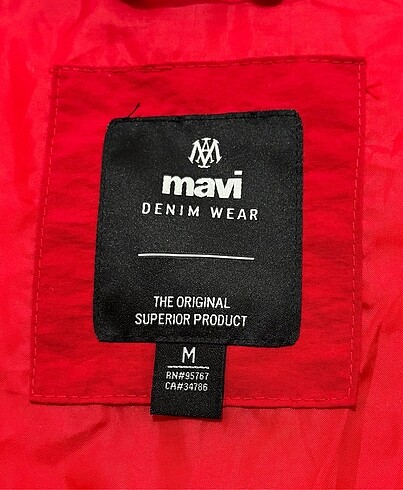 mavi
DENIM WEAR
THE ORIGINAL
SUPERIOR PRODUCT
M
RN#95767
CA#34786